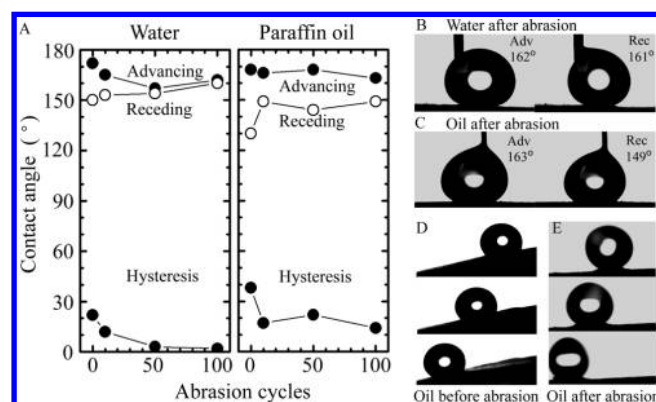 A
Water
Paraffin oil
180
150
120
90
60
30
0
Contact angle (°)
Advancing
Receding
Hysteresis
Advancing
Receding
Hysteresis
0
50
100
0
50
100
Abrasion cycles
B Water after abrasion
Adv
162°
Rec
161°
C Oil after abrasion
Adv
163°
Rec
149°
D
E
Oil before abrasion
Oil after abrasion